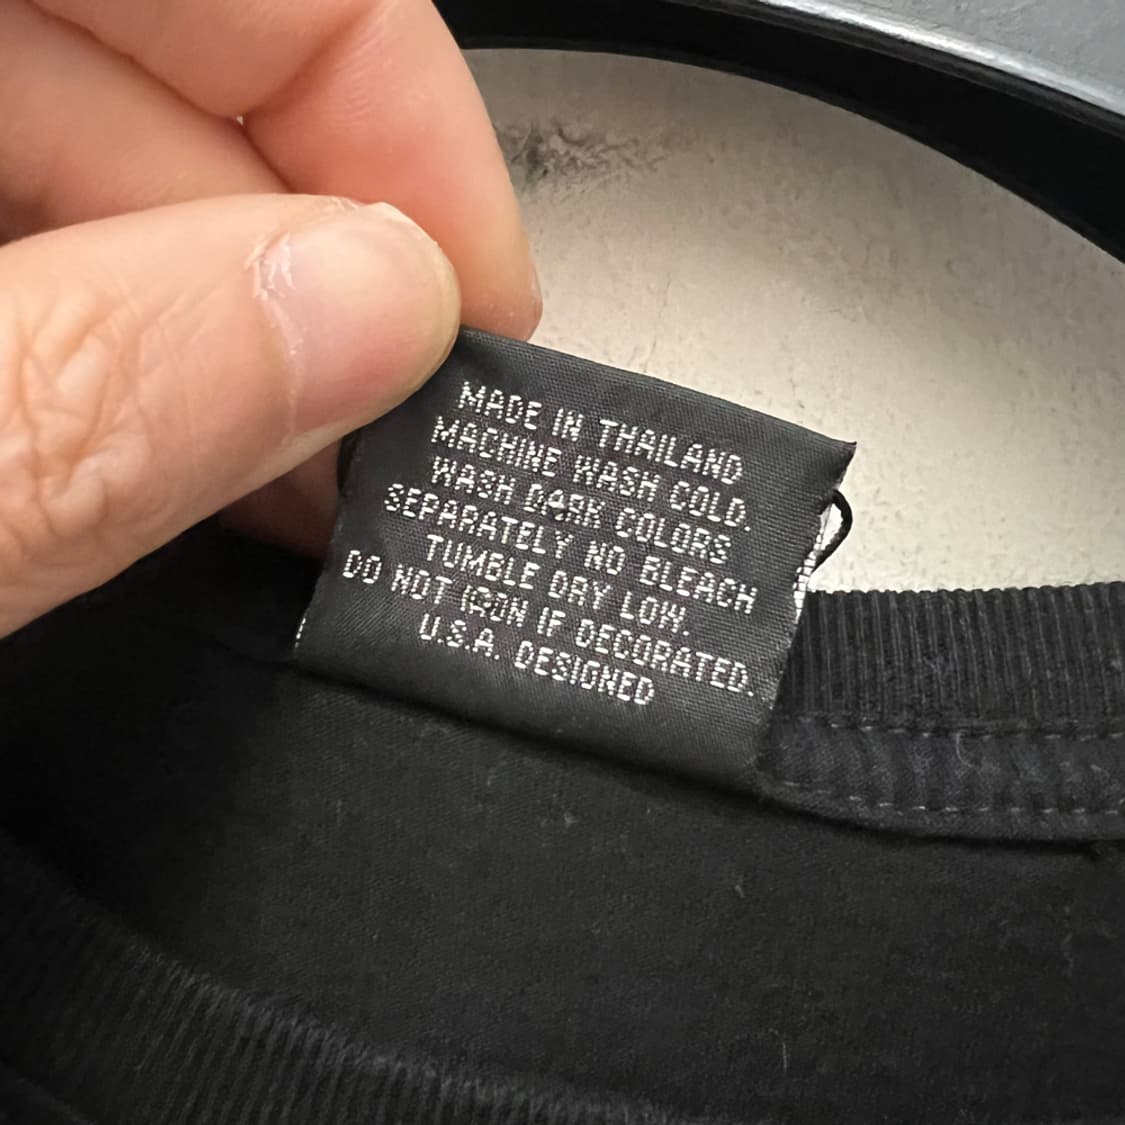 MADE IN THAILAND
MACHINE WASH COLD.
WASH DARK COLORS
SEPARATELY NO BLEACH
TUMBLE DRY LOW.
DO NOT IRON IF DECORATED.
U.S.A. DESIGNED